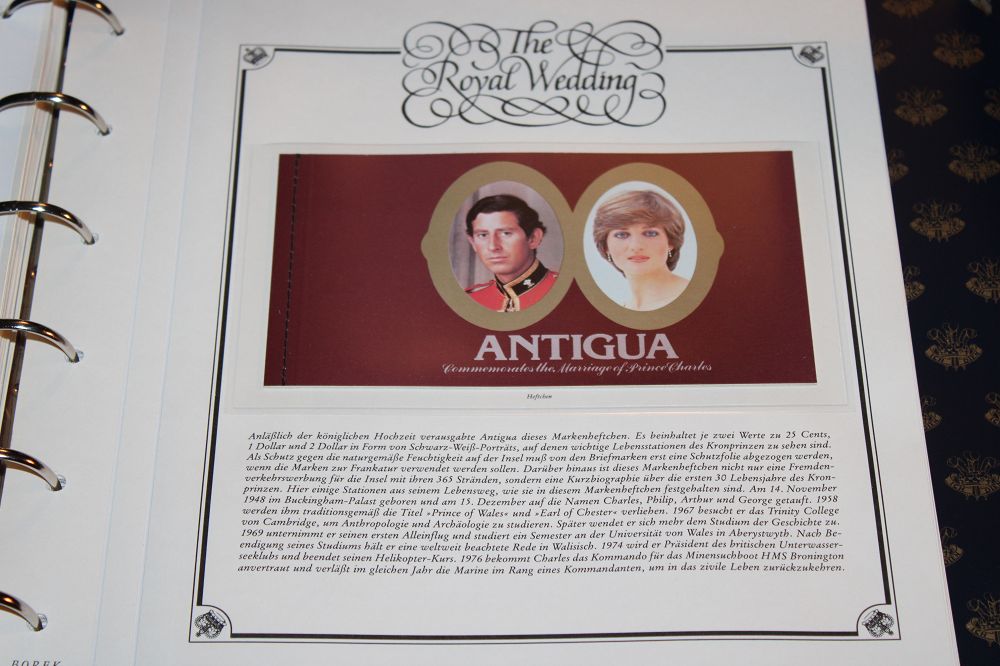 The
Royal Wedding
ANTIGUA
Commemorates the Marriage of Prince Charles
Heftchen
Anläßlich der königlichen Hochzeit verausgabte Antigua dieses Markenheftchen. Es beinhaltet je zwei Werte zu 25 Cents,
1 Dollar und 2 Dollar in Form von Schwarz-Weiß-Porträts, auf denen wichtige Lebensstationen des Kronprinzen zu sehen sind.
Als Schutz gegen die naturgemäße Feuchtigkeit auf der Insel muß von den Briefmarken erst eine Schutzfolie abgezogen werden,
wenn die Marken zur Frankatur verwendet werden sollen. Darüber hinaus ist dieses Markenheftchen nicht nur eine Fremden-
verkehrswerbung für die Insel mit ihren 365 Stränden, sondern eine Kurzbiographie über die ersten 30 Lebensjahre des Kron-
prinzen. Hier einige Stationen aus seinem Lebensweg, wie sie in diesem Markenheftchen festgehalten sind. Am 14. November
1948 im Buckingham-Palast geboren und am 15. Dezember auf die Namen Charles, Philip, Arthur und George getauft. 1958
werden ihm traditionsgemäß die Titel »Prince of Wales« und »Earl of Chester« verliehen. 1967 besucht er das Trinity College
von Cambridge, um Anthropologie und Archäologie zu studieren. Später wendet er sich mehr dem Studium der Geschichte zu.
1969 unternimmt er seinen ersten Alleinflug und studiert ein Semester an der Universität von Wales in Aberystwyth. Nach Be-
endigung seines Studiums hält er eine weltweit beachtete Rede in Walisisch. 1974 wird er Präsident des britischen Unterwasser-
seeklubs und beendet seinen Helikopter-Kurs. 1976 bekommt Charles das Kommando für das Minensuchboot HMS Bronington
anvertraut und verläßt im gleichen Jahr die Marine im Rang eines Kommandanten, um in das zivile Leben zurückzukehren.
BOREK